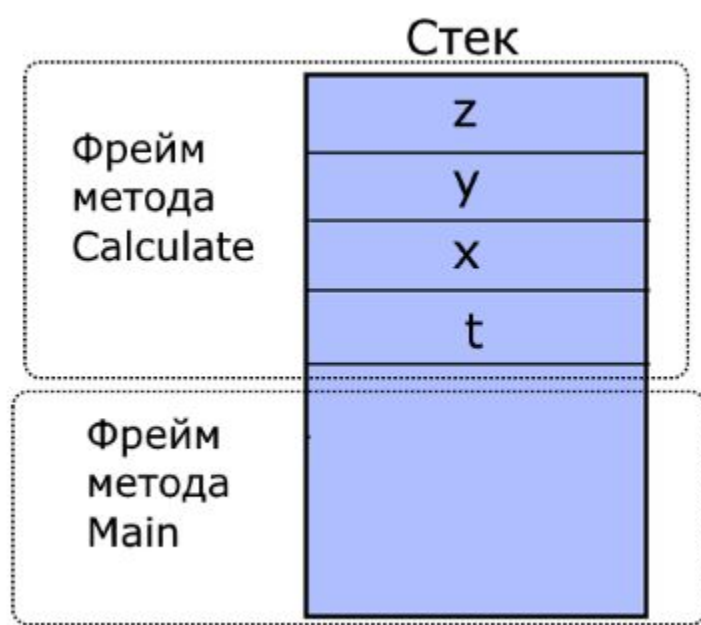 Стек
Фрейм
метода
Calculate
z
y
x
t
Фрейм
метода
Main